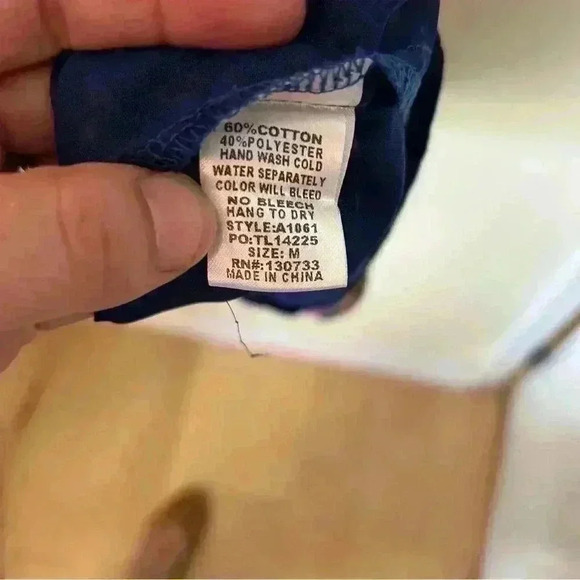 60%COTTON
40%POLYESTER
HAND WASH COLD
WATER SEPARATELY
COLOR WILL BLEED
NO BLEECH
HANG TO DRY
STYLE:A1061
PO:TL14225
SIZE: M
RN#:130733
MADE IN CHINA